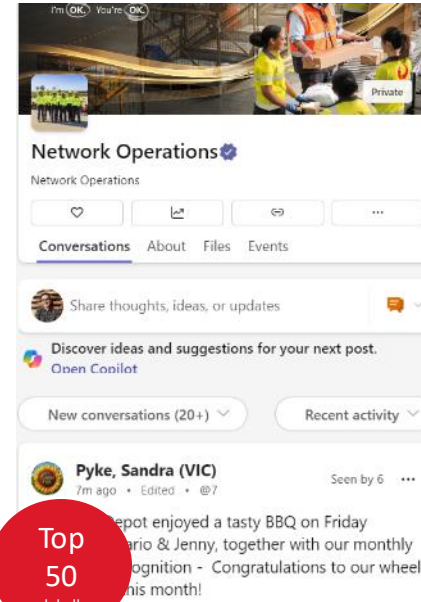 I'm OK. You're OK.
Private
Network Operations
Network Operations
Conversations About Files Events
Share thoughts, ideas, or updates
Discover ideas and suggestions for your next post.
Open Copilot
New conversations (20+)
Recent activity
Pyke, Sandra (VIC)
7m ago • Edited • @7
Seen by 6
epot enjoyed a tasty BBQ on Friday
ario & Jenny, together with our monthly
ognition - Congratulations to our wheel
his month!
Top
50